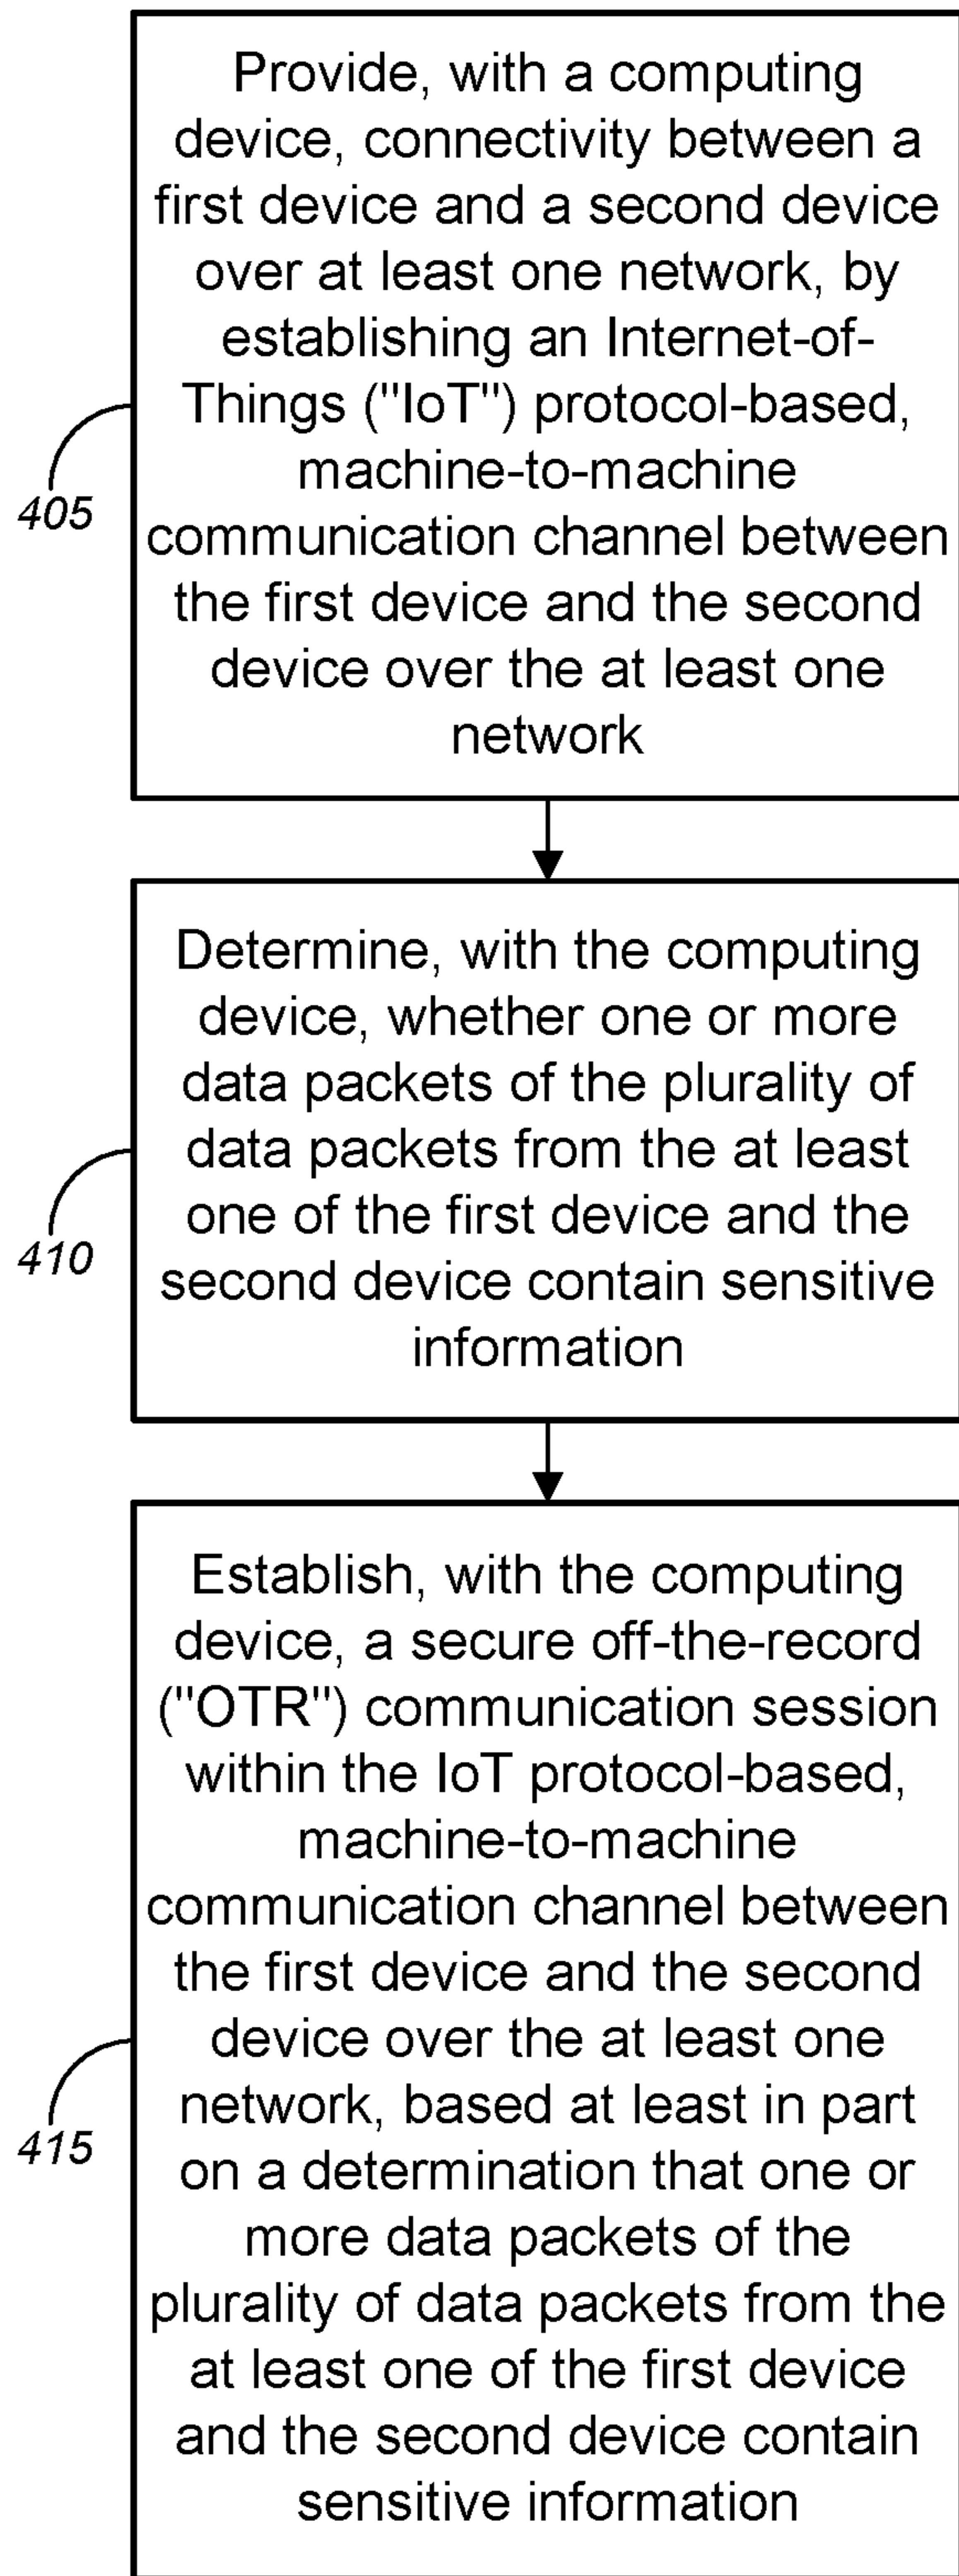 Provide, with a computing
device, connectivity between a
first device and a second device
over at least one network, by
establishing an Internet-of-
Things ("IoT") protocol-based,
machine-to-machine
communication channel between
the first device and the second
device over the at least one
network
405
Determine, with the computing
device, whether one or more
data packets of the plurality of
data packets from the at least
one of the first device and the
second device contain sensitive
information
410
Establish, with the computing
device, a secure off-the-record
("OTR") communication session
within the IoT protocol-based,
machine-to-machine
communication channel between
the first device and the second
device over the at least one
network, based at least in part
on a determination that one or
more data packets of the
plurality of data packets from the
at least one of the first device
and the second device contain
sensitive information
415